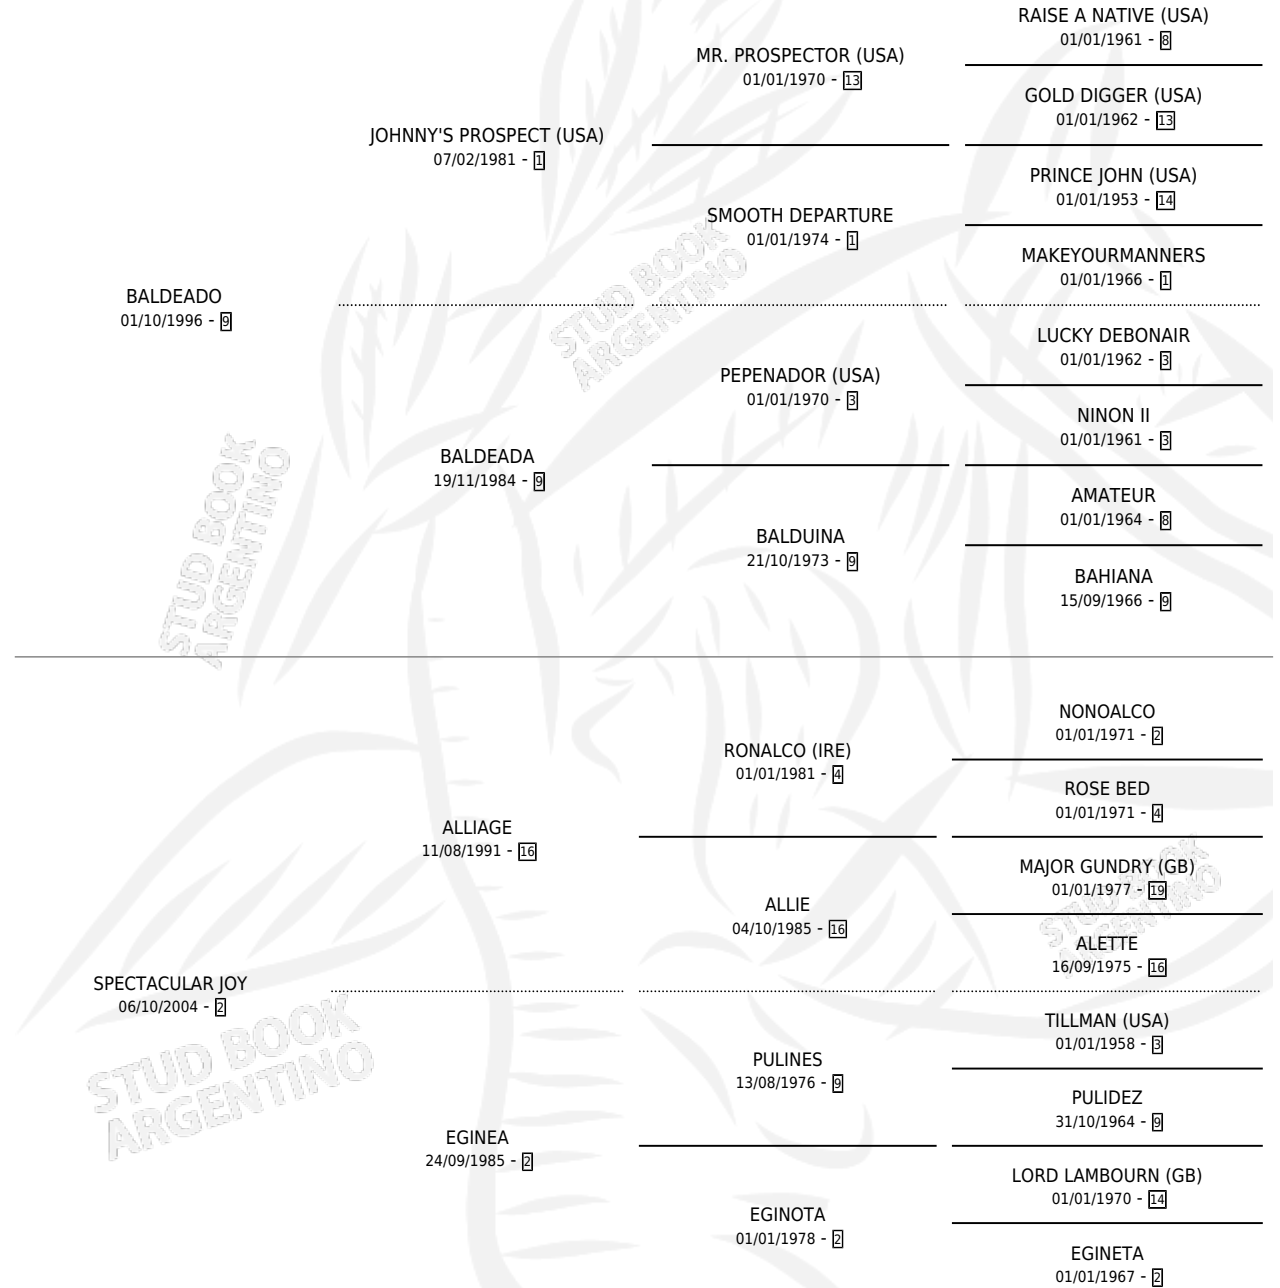 RAISE A NATIVE (USA)
01/01/1961 - 8
MR. PROSPECTOR (USA)
01/01/1970 - 13
GOLD DIGGER (USA)
01/01/1962 - 13
JOHNNY'S PROSPECT (USA)
07/02/1981 - 1
PRINCE JOHN (USA)
01/01/1953 - 14
SMOOTH DEPARTURE
01/01/1974 - 1
MAKEYOURMANNERS
01/01/1966 - 1
BALDEADO
01/10/1996 - 9
LUCKY DEBONAIR
01/01/1962 - 3
PEPENADOR (USA)
01/01/1970 - 3
NINON II
01/01/1961 - 3
BALDEADA
19/11/1984 - 9
AMATEUR
01/01/1964 - 8
BALDUINA
21/10/1973 - 9
BAHIANA
15/09/1966 - 9
NONOALCO
01/01/1971 - 2
RONALCO (IRE)
01/01/1981 - 4
ROSE BED
01/01/1971 - 4
ALLIAGE
11/08/1991 - 16
MAJOR GUNDRY (GB)
01/01/1977 - 19
ALLIE
04/10/1985 - 16
ALETTE
16/09/1975 - 16
SPECTACULAR JOY
06/10/2004 - 2
TILLMAN (USA)
01/01/1958 - 3
PULINES
13/08/1976 - 9
PULIDEZ
31/10/1964 - 9
EGINEA
24/09/1985 - 2
LORD LAMBOURN (GB)
01/01/1970 - 14
EGINOTA
01/01/1978 - 2
EGINETA
01/01/1967 - 2
STUD BOOK
ARGENTINO
STUD BOOK
ARGENTINO
STUD BOOK
ARGENTINO
STUD BOOK
ARGENTINO